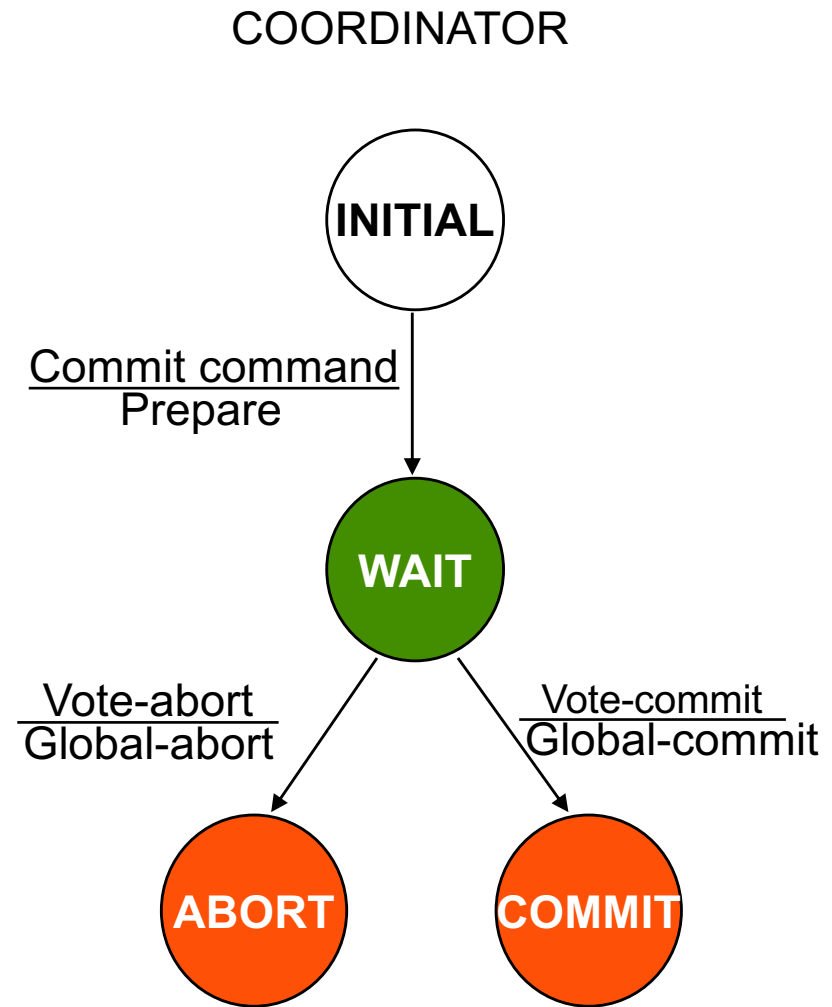 COORDINATOR
INITIAL
Commit command
Prepare
WAIT
Vote-abort
Global-abort
Vote-commit
Global-commit
ABORT
COMMIT